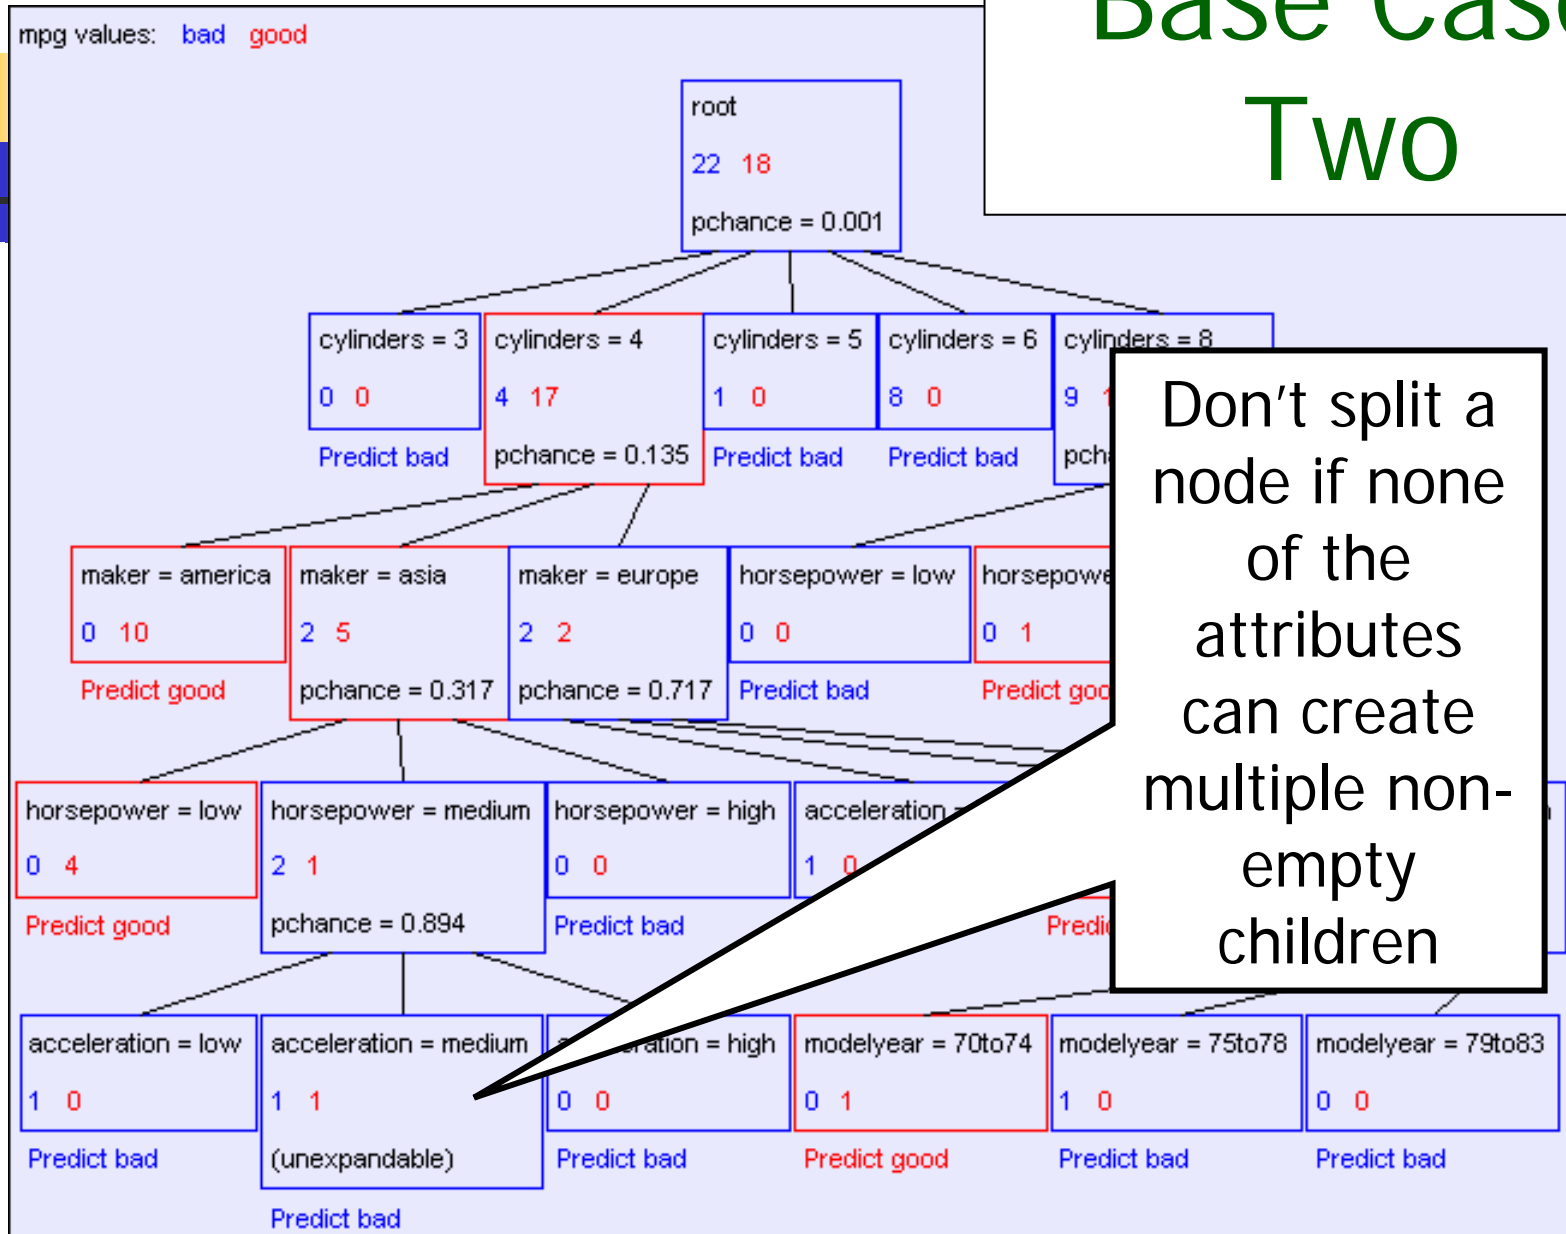 Base Case
Two
mpg values: bad good
root
22 18
pchance = 0.001
cylinders = 3
0 0
Predict bad
cylinders = 4
4 17
pchance = 0.135
cylinders = 5
1 0
Predict bad
cylinders = 6
8 0
Predict bad
cylinders = 8
9
maker = america
0 10
Predict good
maker = asia
2 5
pchance = 0.317
maker = europe
2 2
pchance = 0.717
horsepower = low
0 0
Predict bad
0 1
Predict
horsepower = low
0 4
Predict good
horsepower = medium
2 1
pchance = 0.894
horsepower = high
0 0
Predict bad
acceleration =
1 0
acceleration = low
1 0
Predict bad
acceleration = medium
1 1
(unexpandable)
Predict bad
= high
0 0
Predict bad
modelyear = 70to74
0 1
Predict good
modelyear = 75to78
1 0
Predict bad
modelyear = 79to83
0 0
Predict bad
Don't split a
node if none
of the
attributes
can create
multiple non-
empty
children